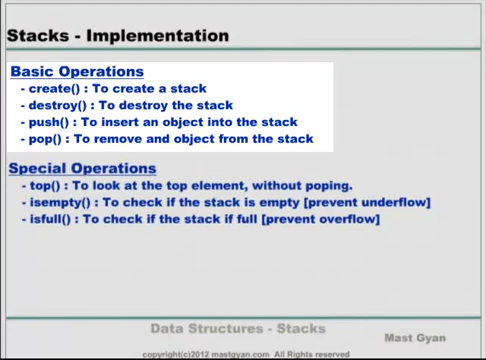 Stacks - Implementation
Basic Operations
- create() : To create a stack
- destroy() : To destroy the stack
- push() : To insert an object into the stack
- pop() : To remove and object from the stack
Special Operations
- top() : To look at the top element, without poping.
- isempty() : To check if the stack is empty [prevent underflow]
- isfull() : To check if the stack if full [prevent overflow]
Data Structures - Stacks
Mast Gyan
copyright(c)2012 mastgyan.com All Rights reserved